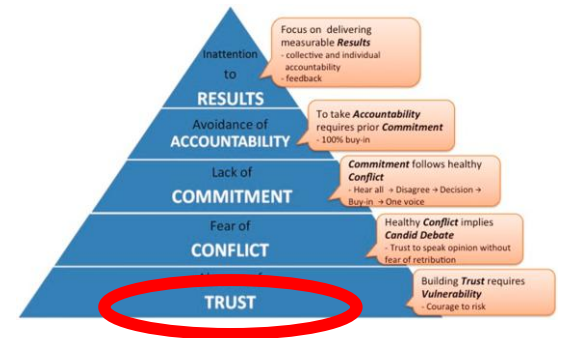 Inattention
to
RESULTS
Focus on delivering
measurable Results
- collective and individual
accountability
- feedback
Avoidance of
ACCOUNTABILITY
To take Accountability
requires prior Commitment
- 100% buy-in
Lack of
COMMITMENT
Commitment follows healthy
Conflict
- Hear all → Disagree → Decision →
Buy-in → One voice
Fear of
CONFLICT
Healthy Conflict implies
Candid Debate
- Trust to speak opinion without
fear of retribution
TRUST
Building Trust requires
Vulnerability
- Courage to risk